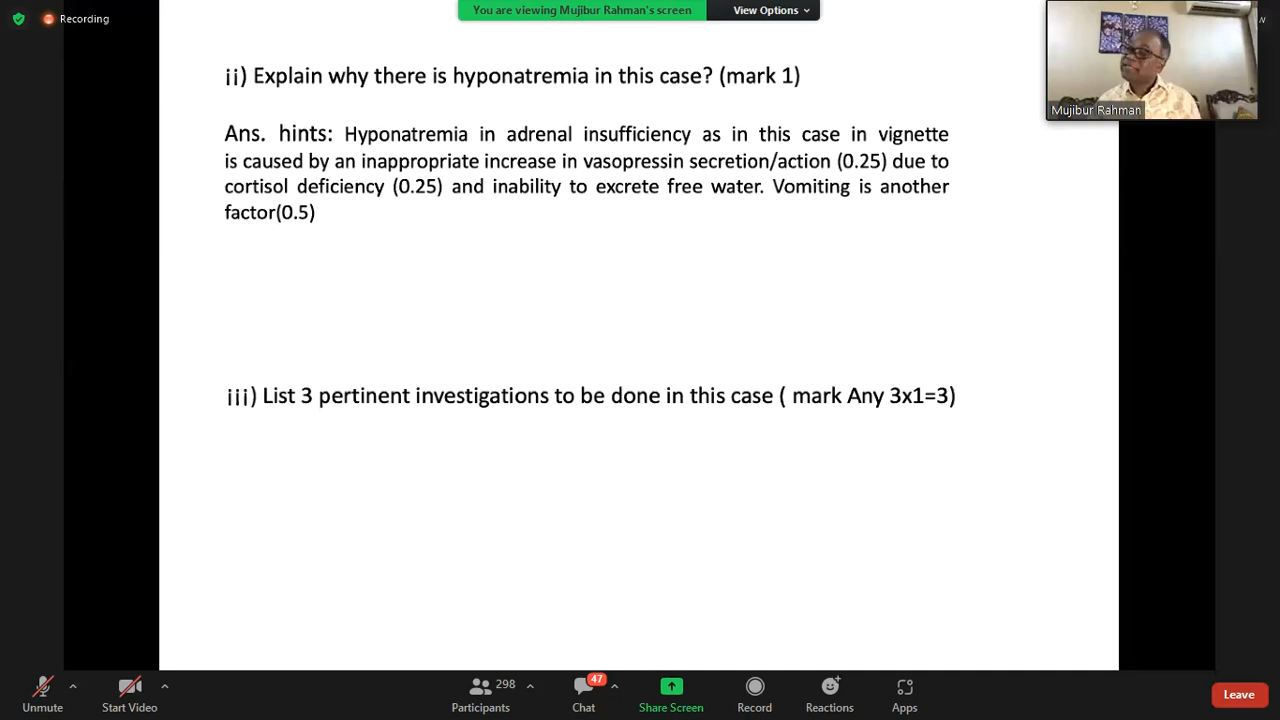 Recording
You are viewing Mujibur Rahman's screen
View Options
Mujibur Rahman
ii) Explain why there is hyponatremia in this case? (mark 1)
Ans. hints: Hyponatremia in adrenal insufficiency as in this case in vignette
is caused by an inappropriate increase in vasopressin secretion/action (0.25) due to
cortisol deficiency (0.25) and inability to excrete free water. Vomiting is another
factor(0.5)
iii) List 3 pertinent investigations to be done in this case ( mark Any 3x1=3)
Unmute
Start Video
298
Participants
47
Chat
Share Screen
Record
Reactions
Apps
Leave